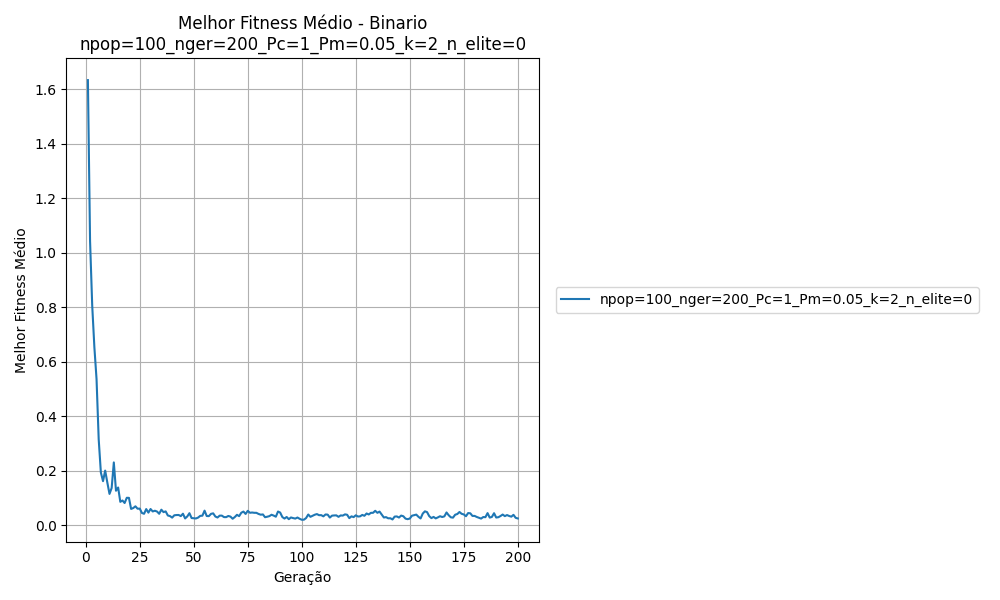 Melhor Fitness Médio - Binario
npop=100_nger=200_Pc=1_Pm=0.05_k=2_n_elite=0
Melhor Fitness Médio
1.6
1.4
1.2
1.0
0.8
0.6
0.4
0.2
0.0
0 25 50 75 100 125 150 175 200
Geração
npop=100_nger=200_Pc=1_Pm=0.05_k=2_n_elite=0